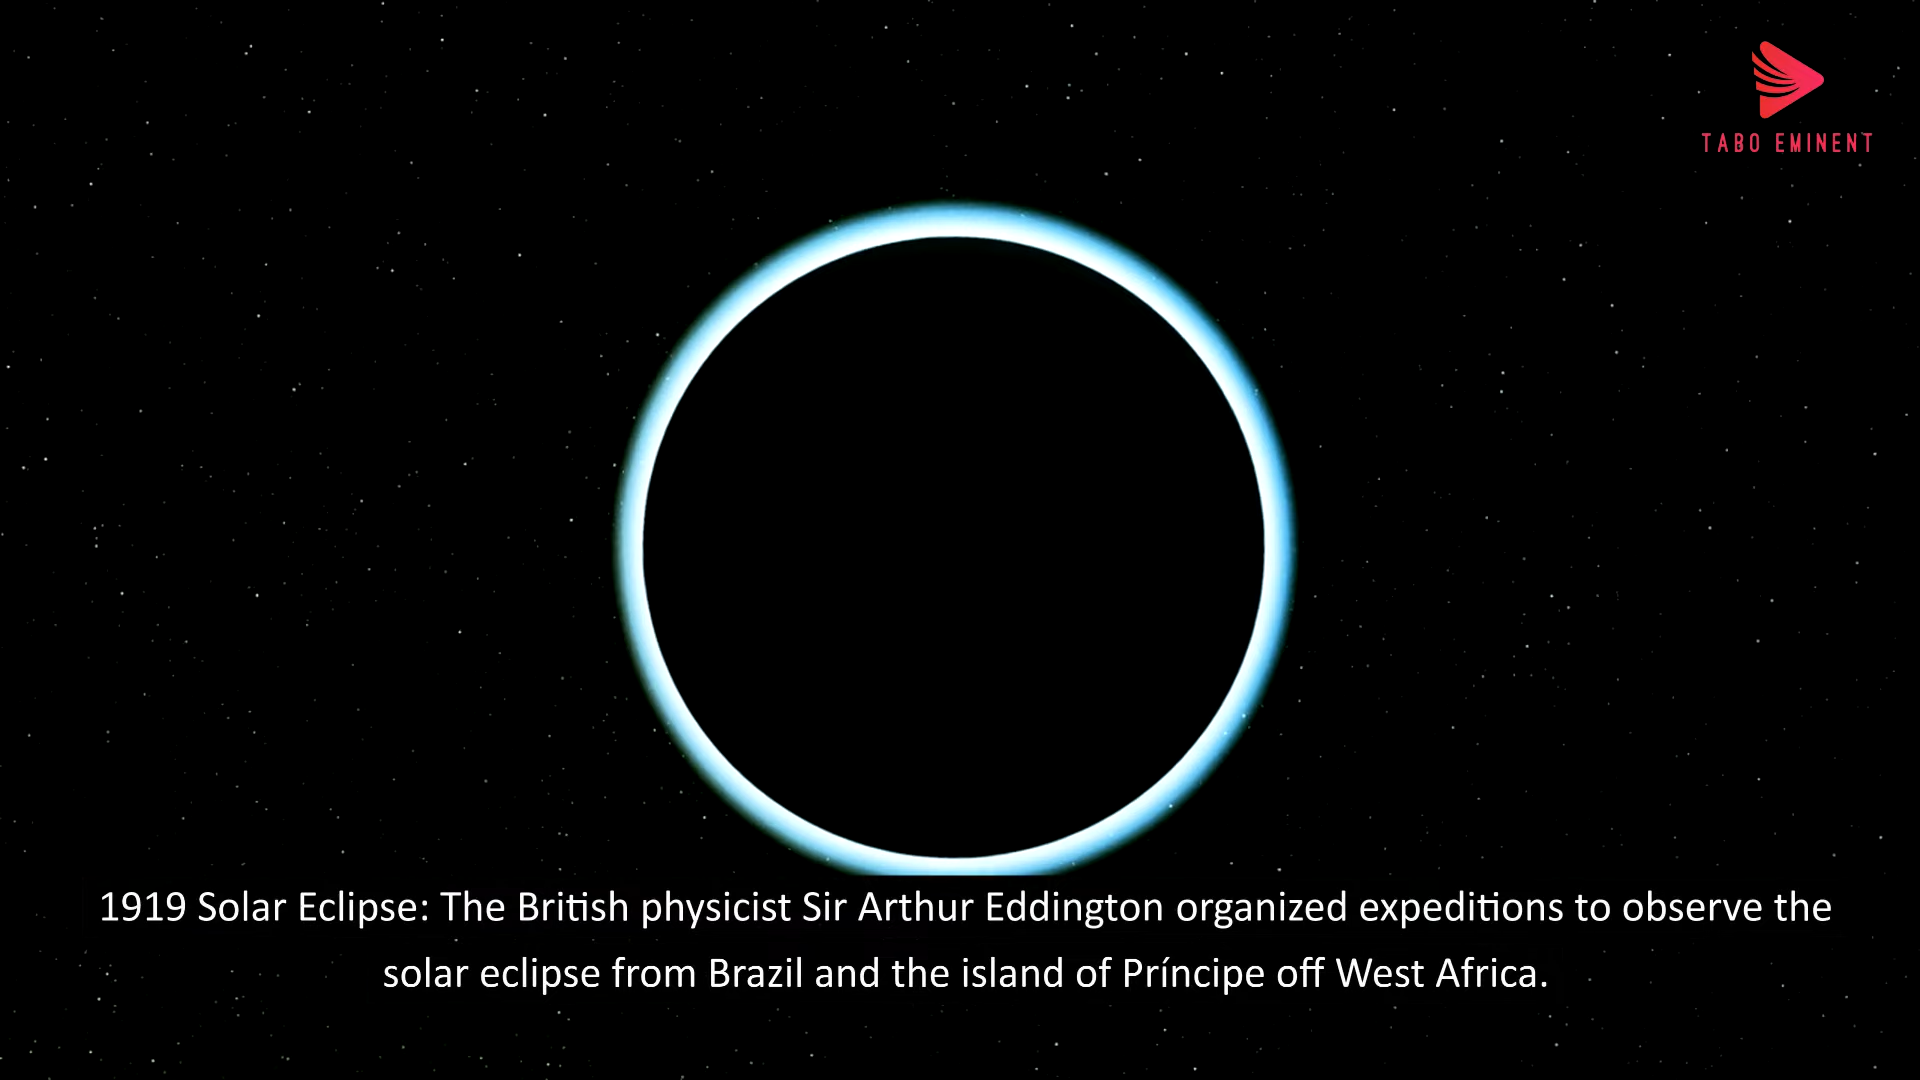 TABO EMINENT
1919 Solar Eclipse: The British physicist Sir Arthur Eddington organized expeditions to observe the
solar eclipse from Brazil and the island of Príncipe off West Africa.